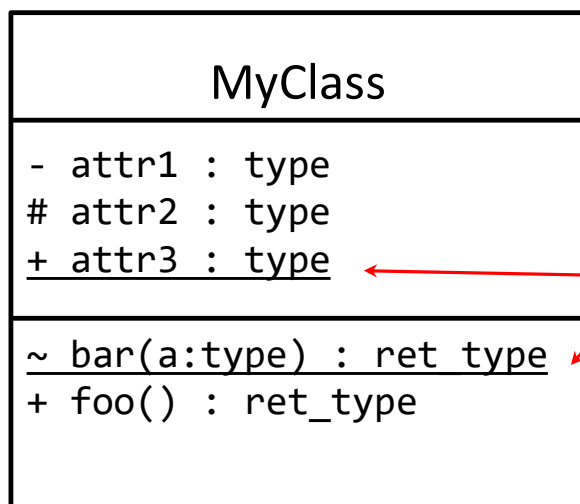 MyClass
- attr1 : type
# attr2 : type
+ attr3 : type
~ bar(a:type) : ret_type
+ foo() : ret_type